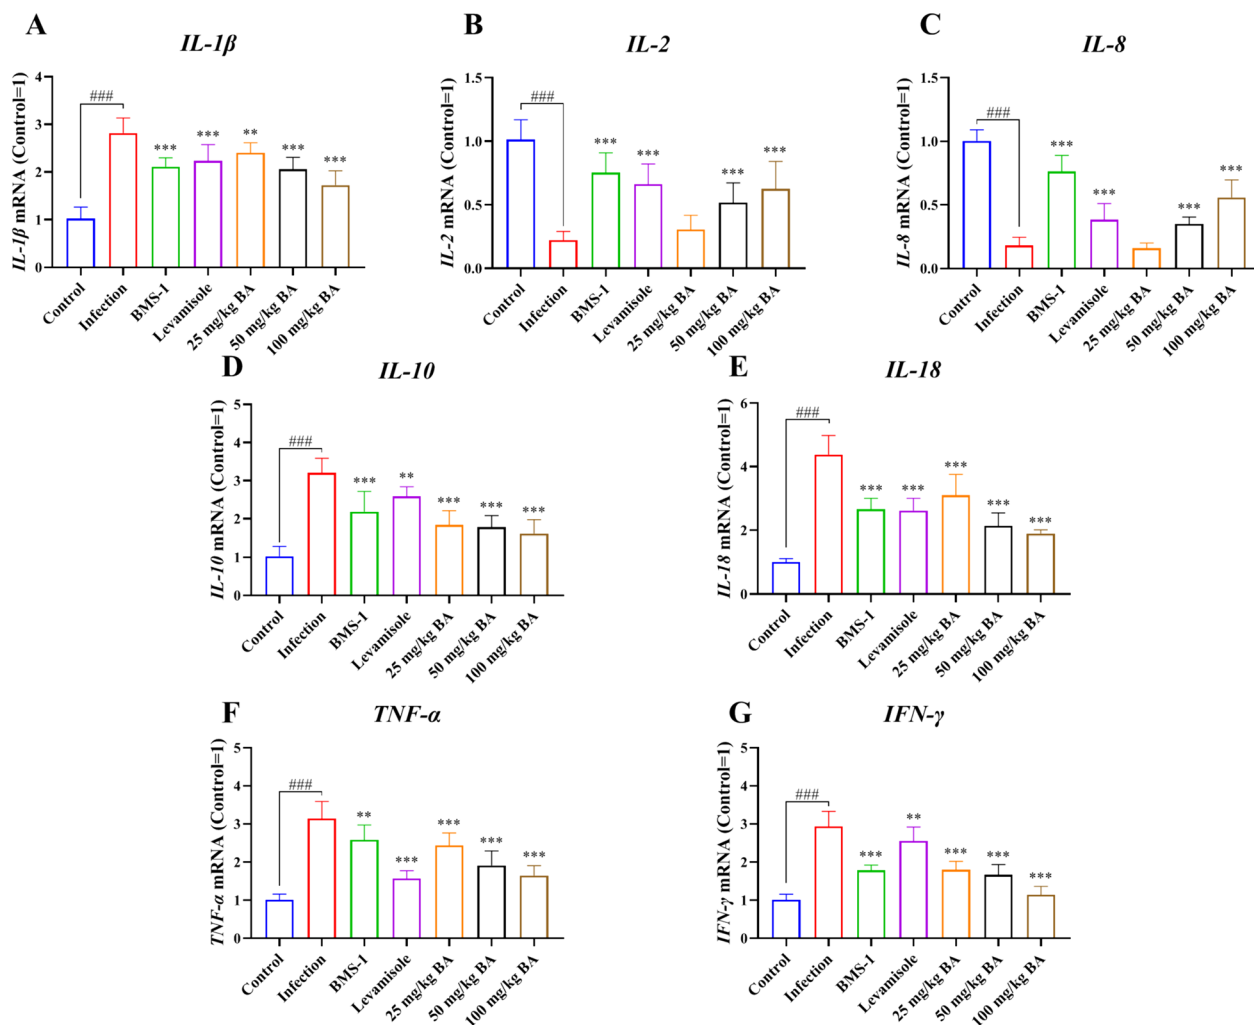 A
IL-1β
IL-1β mRNA (Control=1)
4
3
2
1
0
###
***
***
**
***
***
Control
Infection
BMS-1
Levamisole
25 mg/kg BA
50 mg/kg BA
100 mg/kg BA
B
IL-2
IL-2 mRNA (Control=1)
1.5
1.0
0.5
0.0
###
***
***
***
***
Control
Infection
BMS-1
Levamisole
25 mg/kg BA
50 mg/kg BA
100 mg/kg BA
C
IL-8
IL-8 mRNA (Control=1)
1.5
1.0
0.5
0.0
###
***
***
***
***
Control
Infection
BMS-1
Levamisole
25 mg/kg BA
50 mg/kg BA
100 mg/kg BA
D
IL-10
IL-10 mRNA (Control=1)
5
4
3
2
1
0
###
***
**
***
***
***
Control
Infection
BMS-1
Levamisole
25 mg/kg BA
50 mg/kg BA
100 mg/kg BA
E
IL-18
IL-18 mRNA (Control=1)
6
4
2
0
###
***
***
***
***
***
Control
Infection
BMS-1
Levamisole
25 mg/kg BA
50 mg/kg BA
100 mg/kg BA
F
TNF-α
TNF-α mRNA (Control=1)
5
4
3
2
1
0
###
**
***
***
***
***
Control
Infection
BMS-1
Levamisole
25 mg/kg BA
50 mg/kg BA
100 mg/kg BA
G
IFN-γ
IFN-γ mRNA (Control=1)
5
4
3
2
1
0
###
***
**
***
***
***
Control
Infection
BMS-1
Levamisole
25 mg/kg BA
50 mg/kg BA
100 mg/kg BA